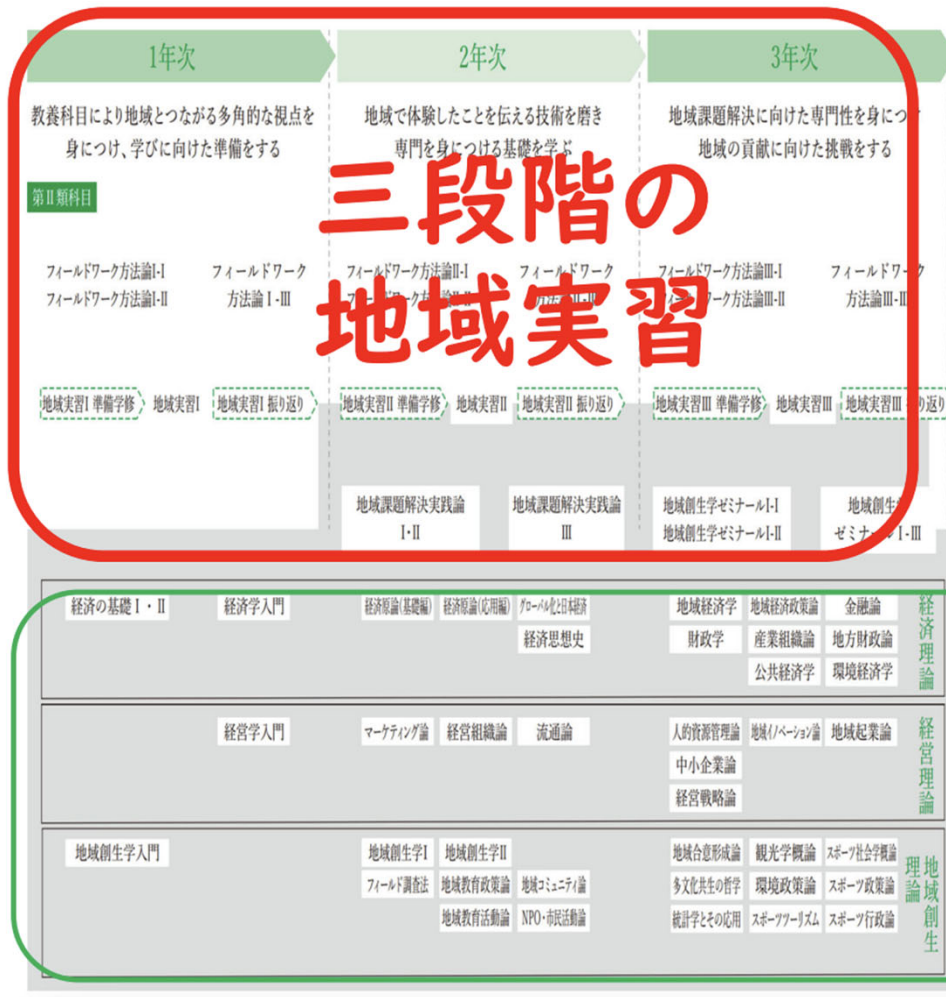 1年次
2年次
3年次
教養科目により地域とつながる多角的な視点を
身につけ、学びに向けた準備をする
地域で体験したことを伝える技術を磨き
専門を身につける基礎を学ぶ
地域課題解決に向けた専門性を身につ
地域の貢献に向けた挑戦をする
三段階の
地域実習
第Ⅱ類科目
フィールドワーク方法論I-I
フィールドワーク方法論I-II
フィールドワーク
方法論 I -III
フィールドワーク方法論II-I
フィールドワーク
フィールドワーク方法論III-I
フィールドワーク方法論III-II
フィールドワーク
方法論III-III
地域実習I 準備学修
地域実習I
地域実習I 振り返り
地域実習II 準備学修
地域実習II
地域実習II 振り返り
地域実習III 準備学修
地域実習III
地域実習III 振り返り
地域課題解決実践論
I・II
地域課題解決実践論
III
地域創生学ゼミナールI-I
地域創生学ゼミナールI-II
地域創生学
ゼミナール I -III
経済の基礎 I ・ II
経済学入門
経済原論(基礎編)
経済原論(応用編)
グローバル化と日本経済
経済思想史
地域経済学
地域経済政策論
金融論
財政学
産業組織論
地方財政論
公共経済学
環境経済学
経済理論
経営学入門
マーケティング論
経営組織論
流通論
人的資源管理論
地域イノベーション論
地域起業論
中小企業論
経営戦略論
経営理論
地域創生学入門
地域創生学I
地域創生学II
フィールド調査法
地域教育政策論
地域コミュニティ論
地域教育活動論
NPO・市民活動論
地域合意形成論
観光学概論
スポーツ社会学概論
多文化共生の哲学
環境政策論
スポーツ政策論
統計学とその応用
スポーツツーリズム
スポーツ行政論
地域創生
理論